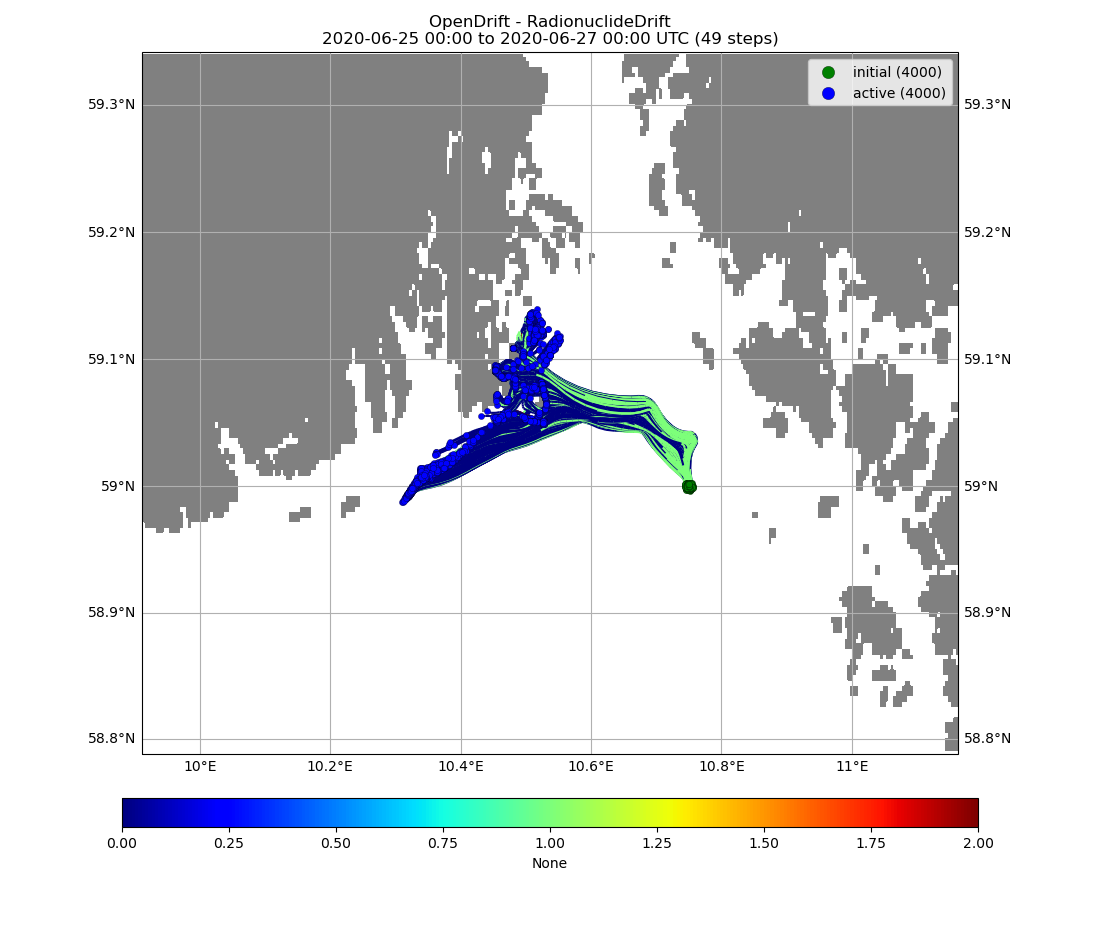 OpenDrift - RadionuclideDrift
2020-06-25 00:00 to 2020-06-27 00:00 UTC (49 steps)
initial (4000)
active (4000)
59.3°N 59.3°N
59.2°N 59.2°N
59.1°N 59.1°N
59°N 59°N
58.9°N 58.9°N
58.8°N 58.8°N
10°E 10.2°E 10.4°E 10.6°E 10.8°E 11°E
0.00 0.25 0.50 0.75 1.00 1.25 1.50 1.75 2.00
None